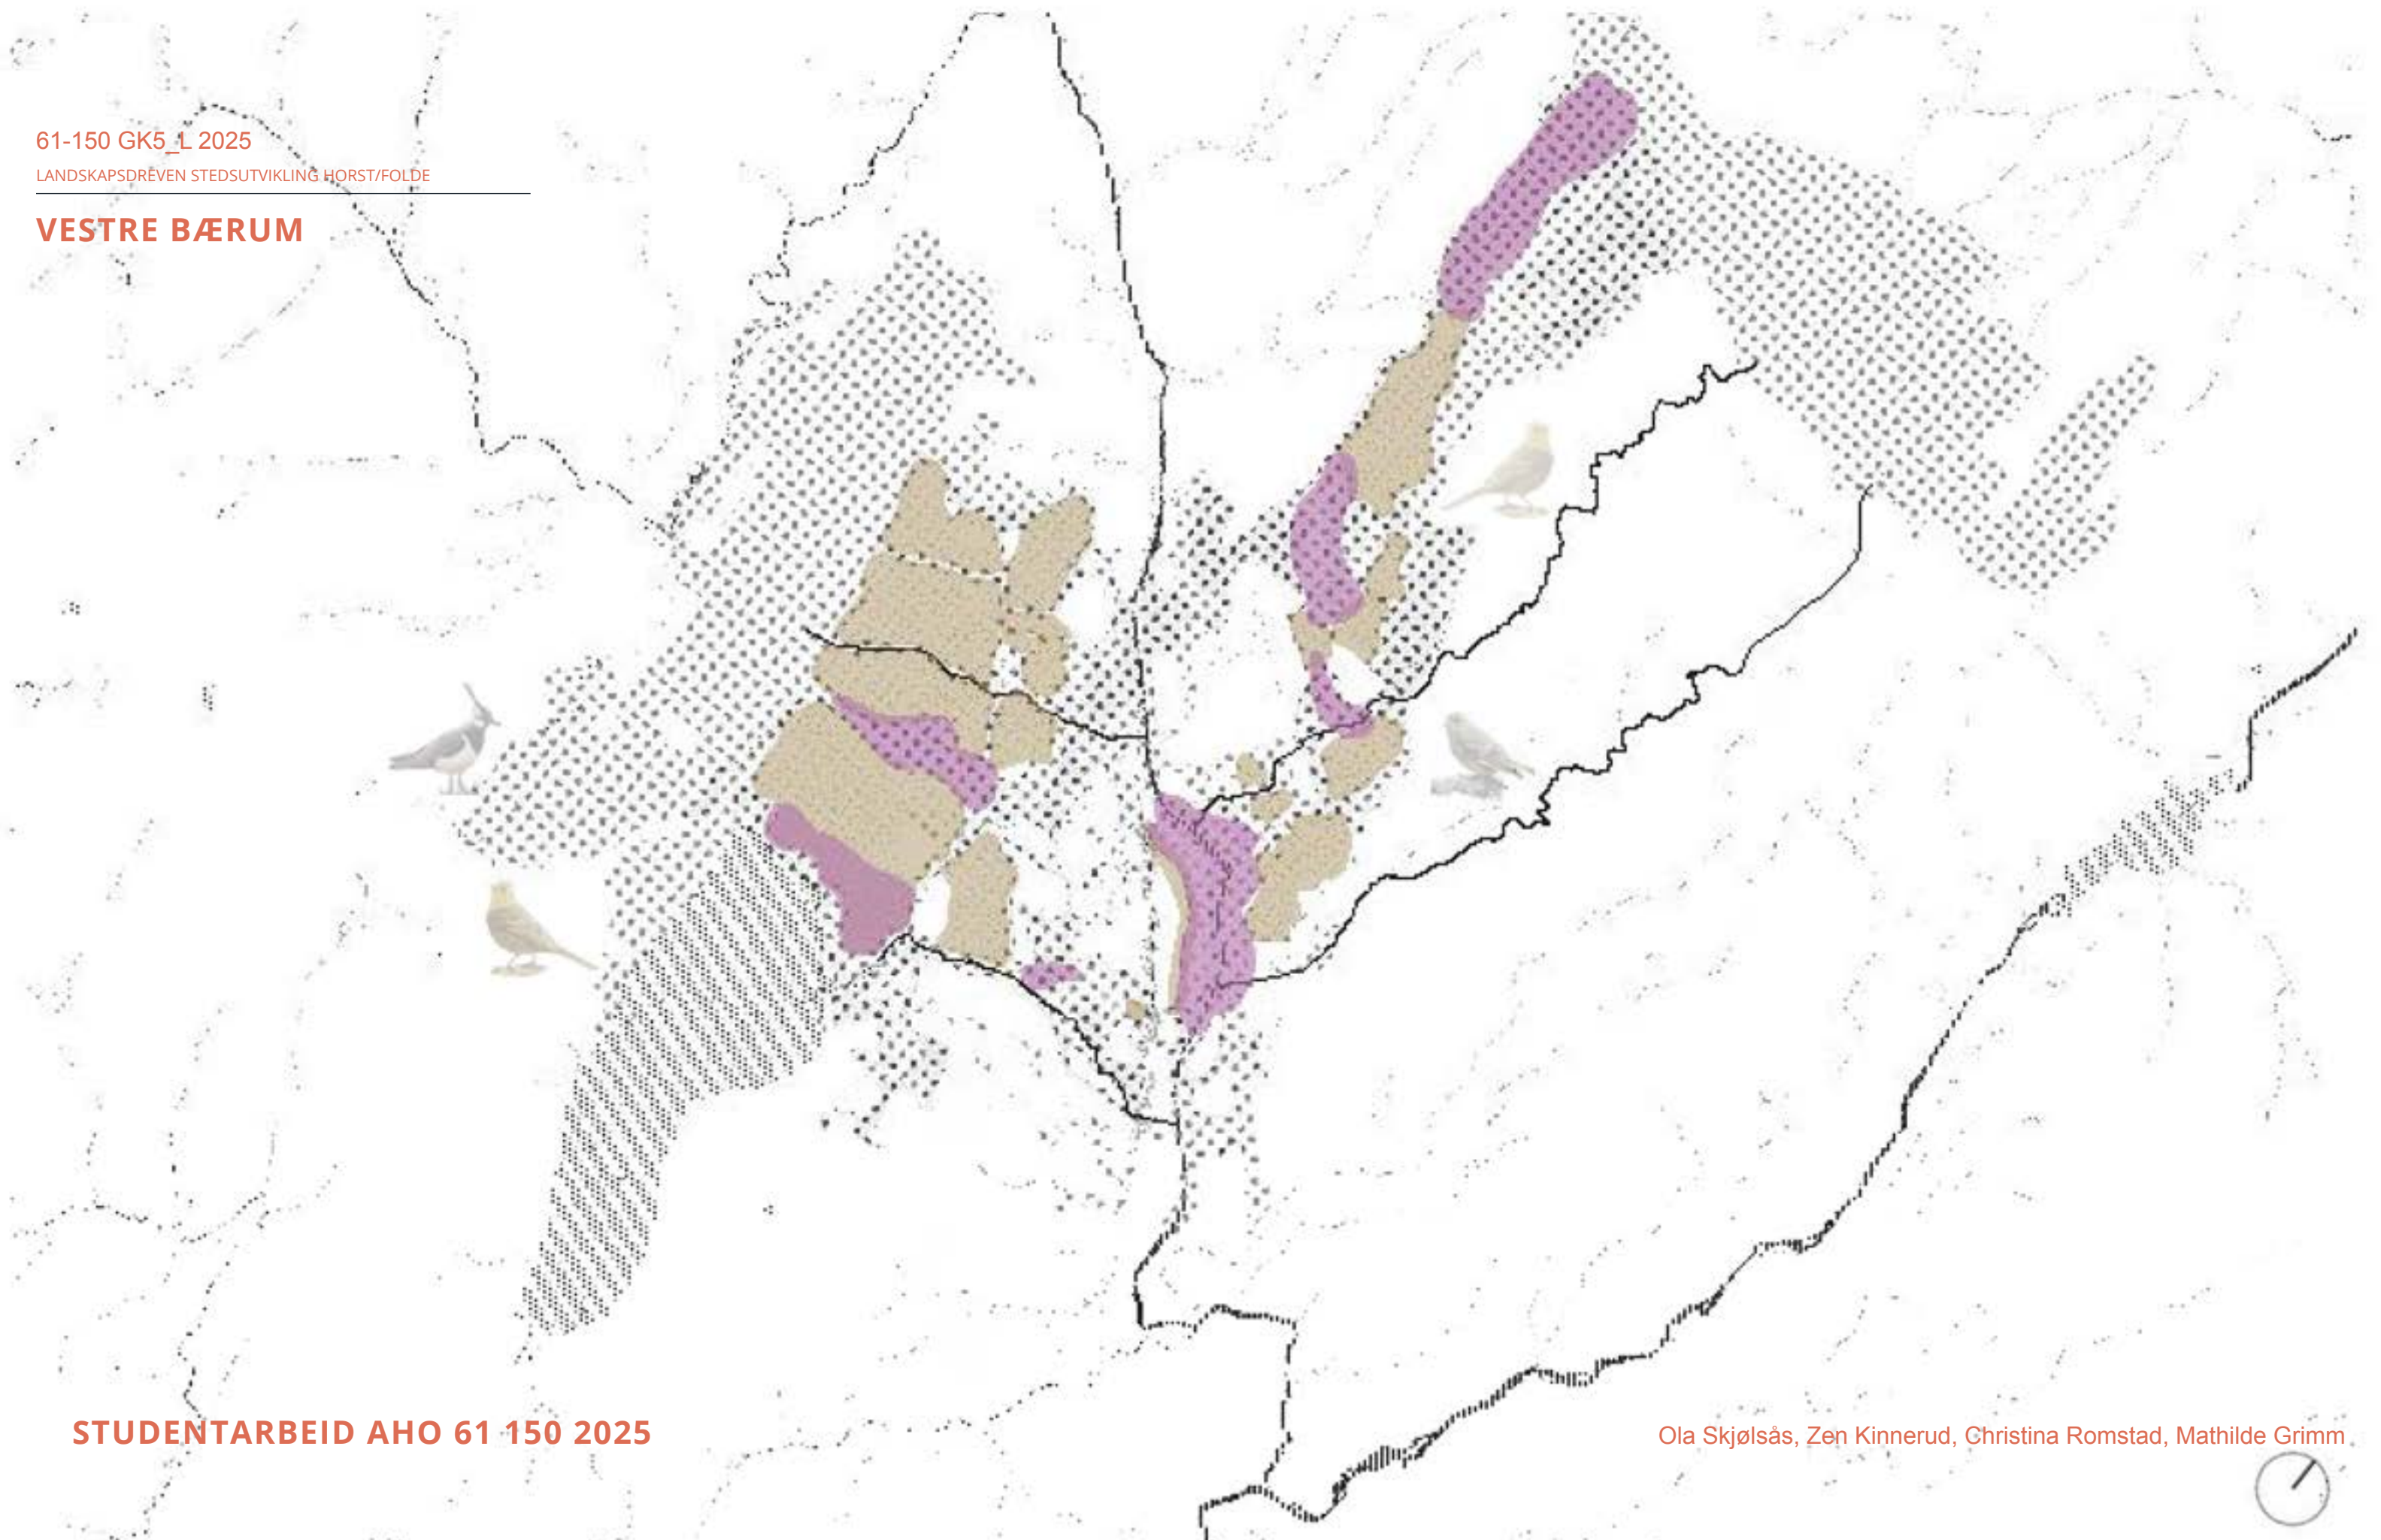 61-150 GK5_L 2025
LANDSKAPSDREVEN STEDSUTVIKLING HORST/FOLDE
VESTRE BÆRUM
STUDENTARBEID AHO 61 150 2025
Ola Skjølsås, Zen Kinnerud, Christina Romstad, Mathilde Grimm